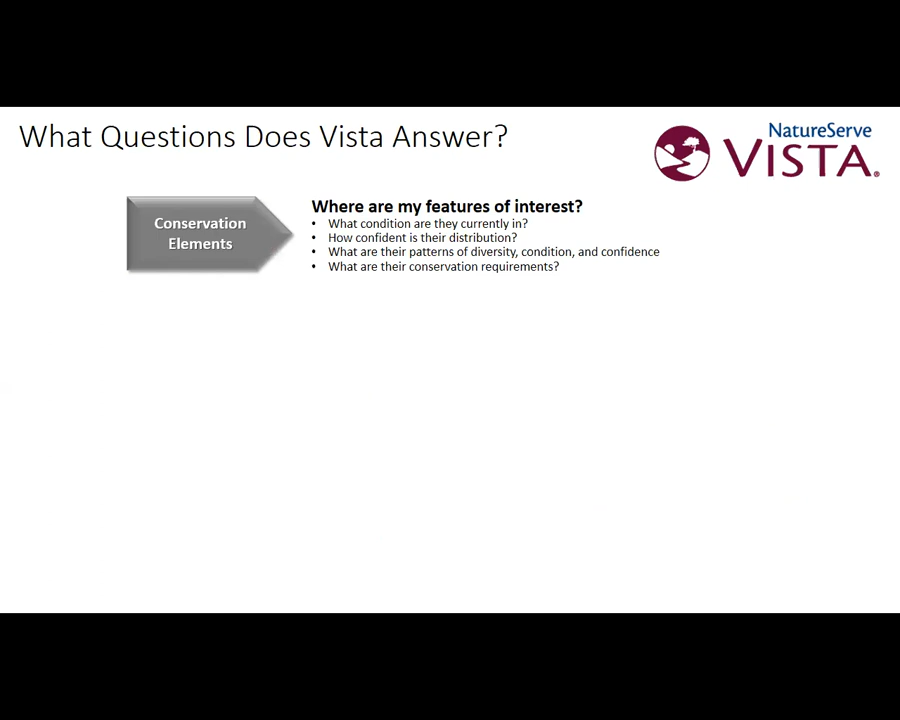 What Questions Does Vista Answer?
NatureServe
VISTA®
Conservation
Elements
Where are my features of interest?
• What condition are they currently in?
• How confident is their distribution?
• What are their patterns of diversity, condition, and confidence
• What are their conservation requirements?